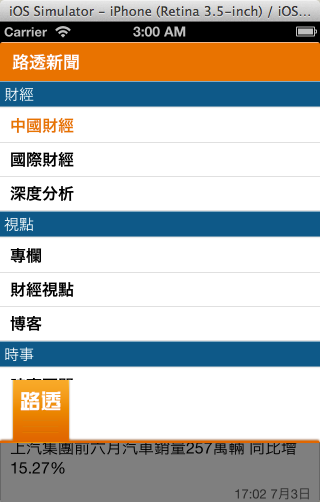 iOS Simulator - iPhone (Retina 3.5-inch) / iOS...
Carrier 3:00 AM
路透新聞
財經
中國財經
國際財經
深度分析
視點
專欄
財經視點
博客
時事
路透
上汽集團前六月汽車銷量257萬輛 同比增
15.27%
17:02 7月3日